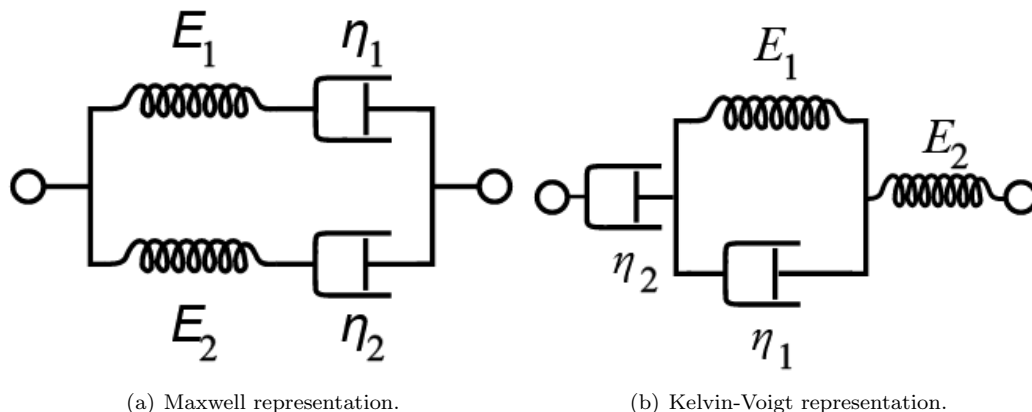 E₁
η₁
E₂
η₂
(a) Maxwell representation.
E₁
E₂
η₂
η₁
(b) Kelvin-Voigt representation.